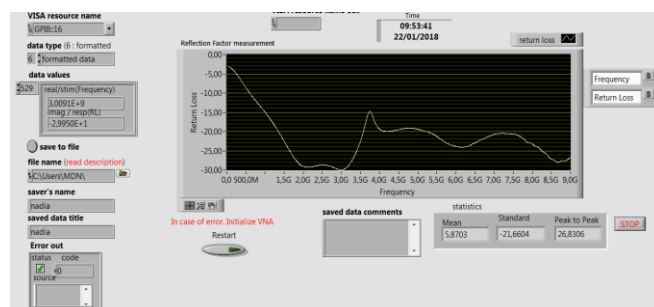 VISA resource name
GPIB::16
data type (6 : formatted
6 formatted data
data values
529
real/stim(Frequency)
3,0091E+9
Imag / resp(RL)
-2,9950E+1
save to file
file name (read description)
C:\Users\MDN\
saver's name
nadia
saved data title
nadia
Error out
status code
0
source
Time
09:53:41
22/01/2018
Reflection Factor measurement
return loss
Return Loss
0,00
-5,00
-10,00
-15,00
-20,00
-25,00
-30,00
0,0 500,0M 1,5G 2,0G 2,5G 3,0G 3,5G 4,0G 4,5G 5,0G 5,5G 6,0G 6,5G 7,0G 7,5G 8,0G 8,5G 9,0G
Frequency
Frequency
Return Loss
In case of error. Initialize VNA
Restart
saved data comments
statistics
Mean
5,8703
Standard
-21,6604
Peak to Peak
26,8306
STOP